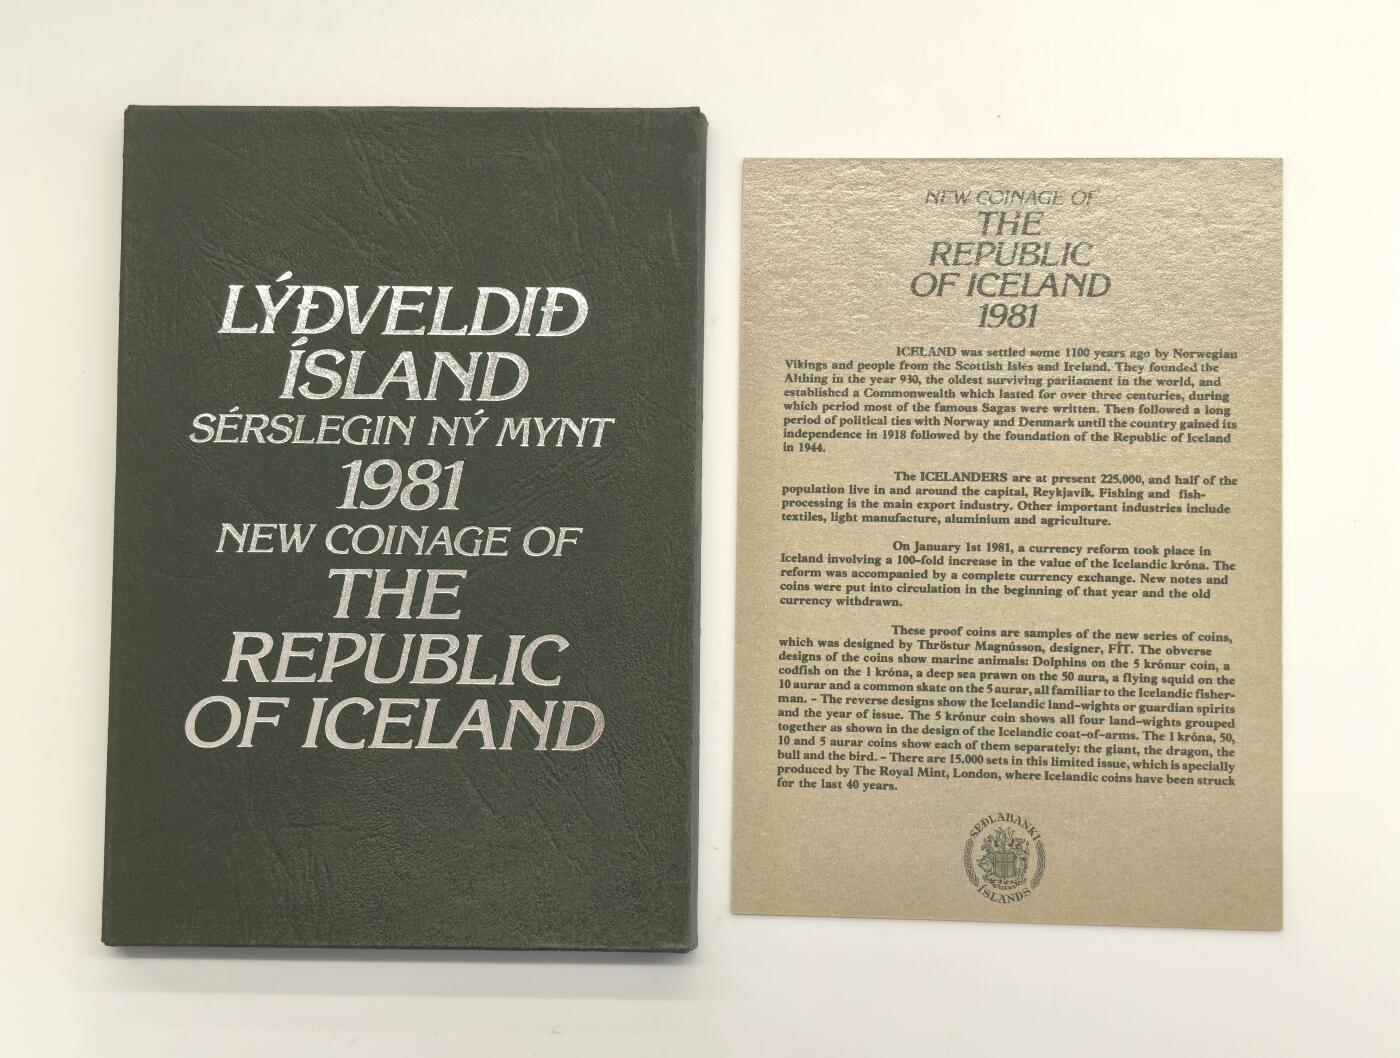 LÝÐVELDIÐ
ÍSLAND
SÉRSLEGIN NÝ MYNT
1981
NEW COINAGE OF
THE
REPUBLIC
OF ICELAND
NEW COINAGE OF
THE
REPUBLIC
OF ICELAND
1981
ICELAND was settled some 1100 years ago by Norwegian
Vikings and people from the Scottish Isles and Ireland. They founded the
Althing in the year 930, the oldest surviving parliament in the world, and
established a Commonwealth which lasted for over three centuries, during
which period most of the famous Sagas were written. Then followed a long
period of political ties with Norway and Denmark until the country gained its
independence in 1918 followed by the foundation of the Republic of Iceland
in 1944.
The ICELANDERS are at present 225.000, and half of the
population live in and around the capital, Reykjavík. Fishing and fish-
processing is the main export industry. Other important industries include
textiles, light manufacture, aluminium and agriculture.
On January 1st 1981, a currency reform took place in
Iceland involving a 100-fold increase in the value of the Icelandic króna. The
reform was accompanied by a complete currency exchange. New notes and
coins were put into circulation in the beginning of that year and the old
currency withdrawn.
These proof coins are samples of the new series of coins,
which was designed by Thröstur Magnússon, designer, FÍT. The obverse
designs of the coins show marine animals: Dolphins on the 5 krónur coin, a
codfish on the 1 króna, a deep sea prawn on the 50 aura, a flying squid on the
10 aurar and a common skate on the 5 aurar, all familiar to the Icelandic fisher-
man. - The reverse designs show the Icelandic land-wights or guardian spirits
and the year of issue. The 5 krónur coin shows all four land-wights grouped
together as shown in the design of the Icelandic coat-of-arms. The 1 króna, 50,
10 and 5 aurar coins show each of them separately: the giant, the dragon, the
bull and the bird. - There are 15.000 sets in this limited issue, which is specially
produced by The Royal Mint, London, where Icelandic coins have been struck
for the last 40 years.
SEÐLABANKI
ÍSLANDS